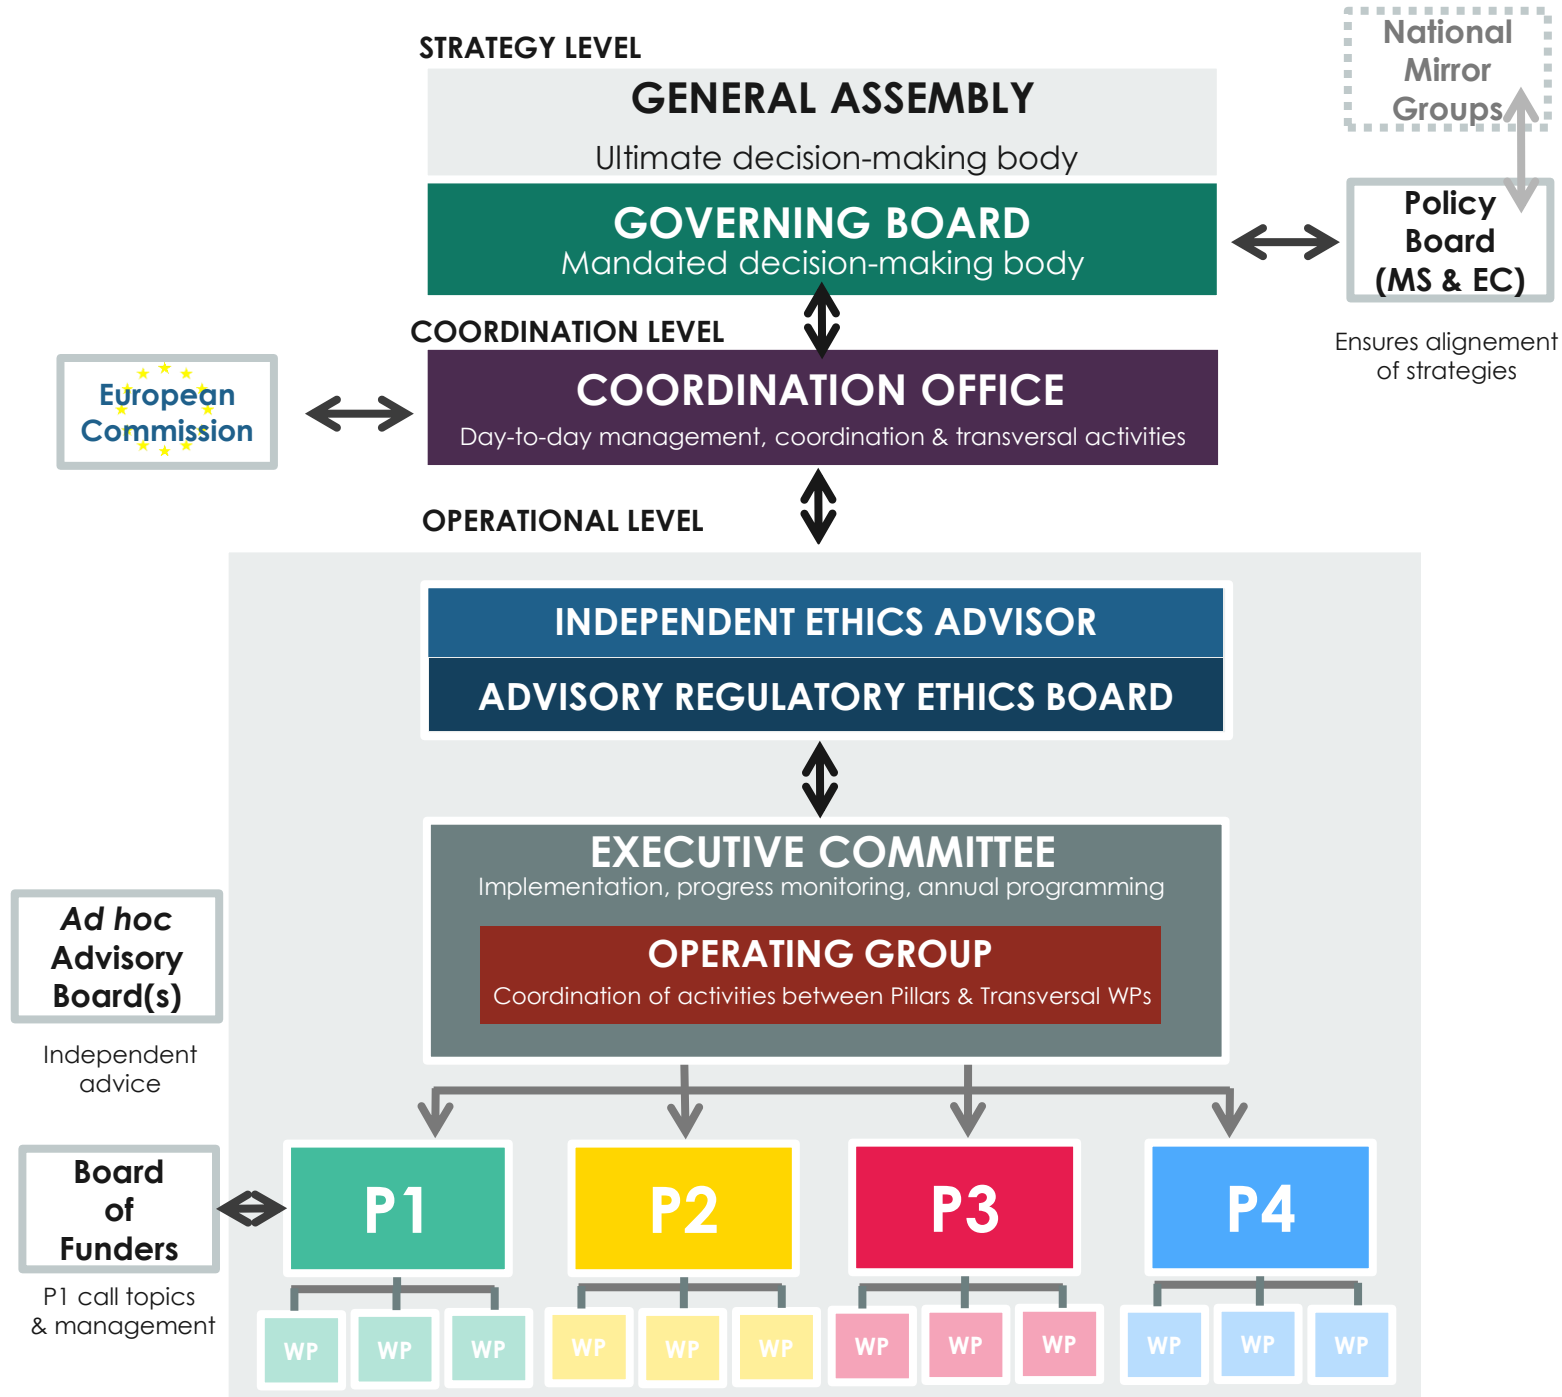 STRATEGY LEVEL
GENERAL ASSEMBLY
Ultimate decision-making body
GOVERNING BOARD
Mandated decision-making body
National
Mirror
Groups
Policy
Board
(MS & EC)
Ensures alignement
of strategies
COORDINATION LEVEL
European
Commission
COORDINATION OFFICE
Day-to-day management, coordination & transversal activities
OPERATIONAL LEVEL
INDEPENDENT ETHICS ADVISOR
ADVISORY REGULATORY ETHICS BOARD
EXECUTIVE COMMITTEE
Implementation, progress monitoring, annual programming
OPERATING GROUP
Coordination of activities between Pillars & Transversal WPs
Ad hoc
Advisory
Board(s)
Independent
advice
Board
of
Funders
P1 call topics
& management
P1
P2
P3
P4
WP
WP
WP
WP
WP
WP
WP
WP
WP
WP
WP
WP